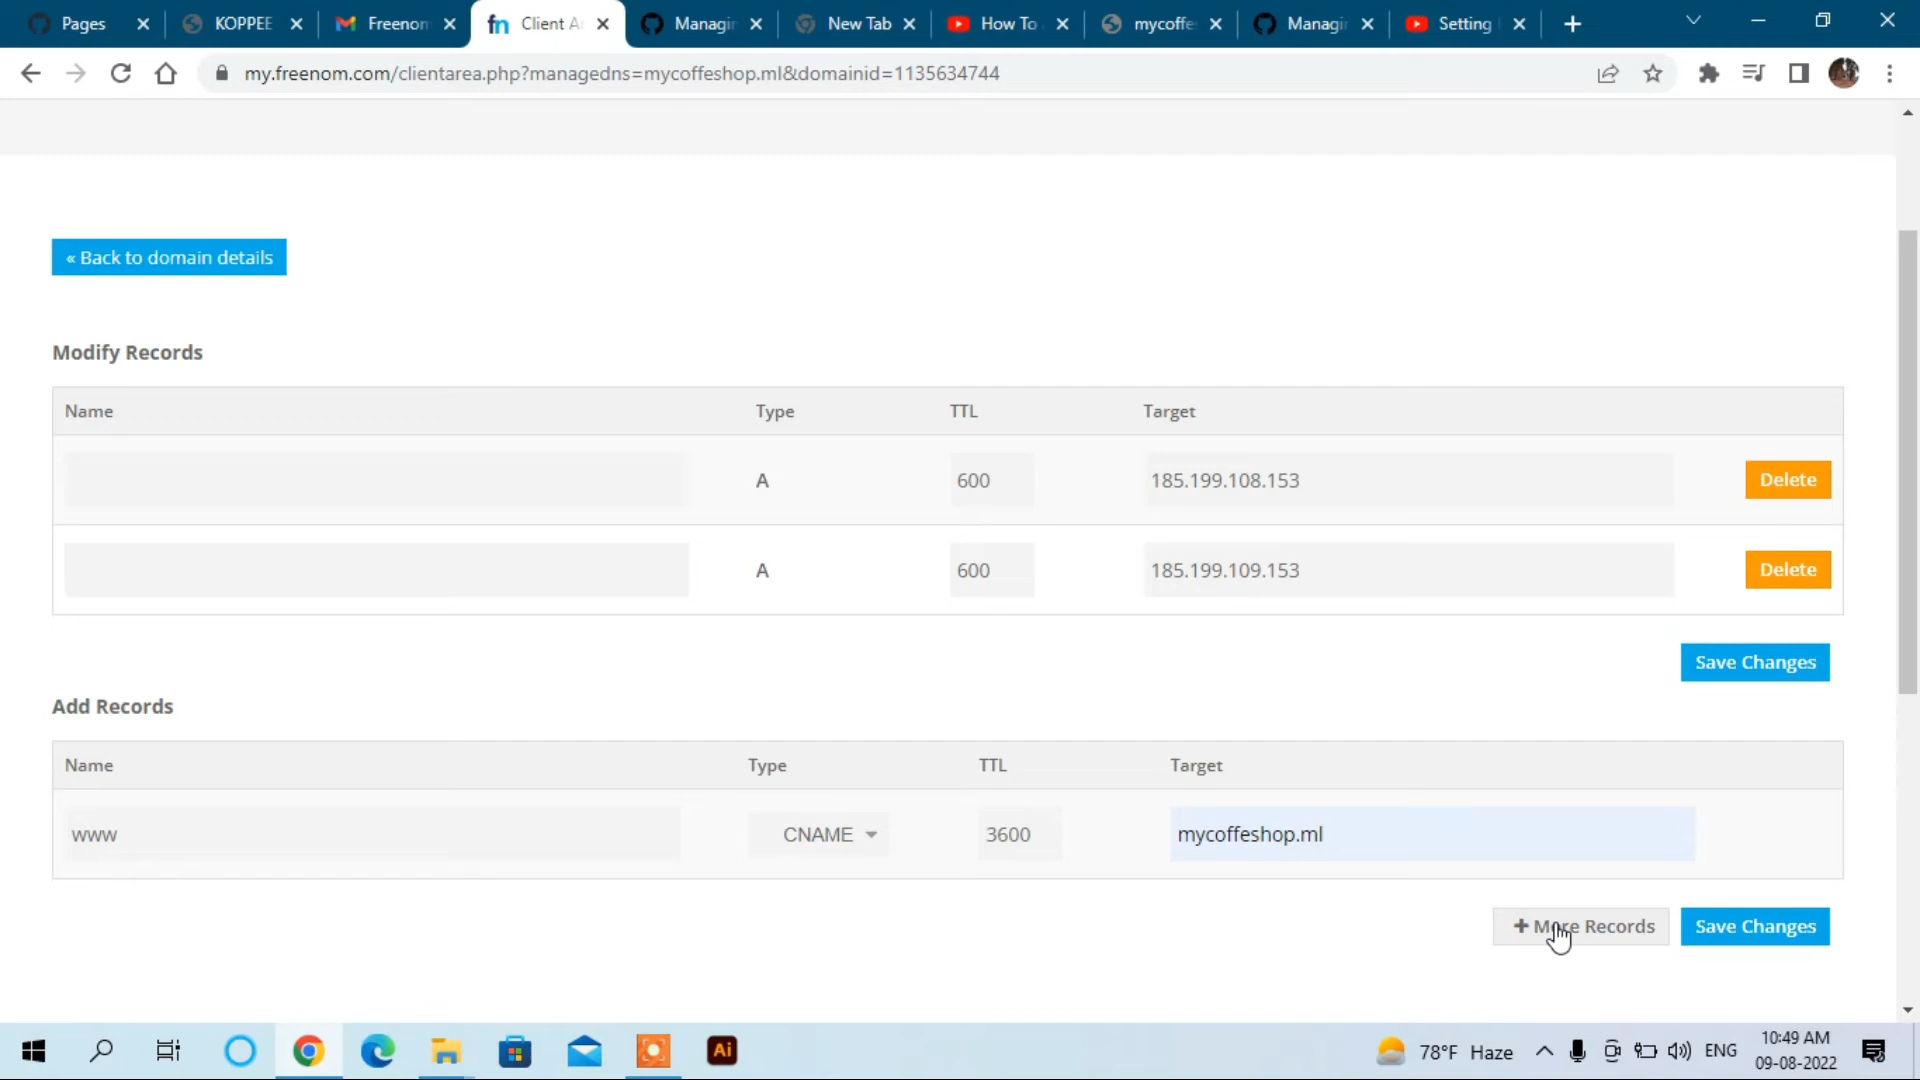 Pages
KOPPEE
Freenom
Client A
Managin
New Tab
How To
mycoffe
Managin
Setting
my.freenom.com/clientarea.php?managedns=mycoffeshop.ml&domainid=1135634744
« Back to domain details
Modify Records
Name Type TTL Target
A 600 185.199.108.153 Delete
A 600 185.199.109.153 Delete
Save Changes
Add Records
Name Type TTL Target
www CNAME 3600 mycoffeshop.ml
+ More Records Save Changes
Ai
78°F Haze
ENG
10:49 AM
09-08-2022